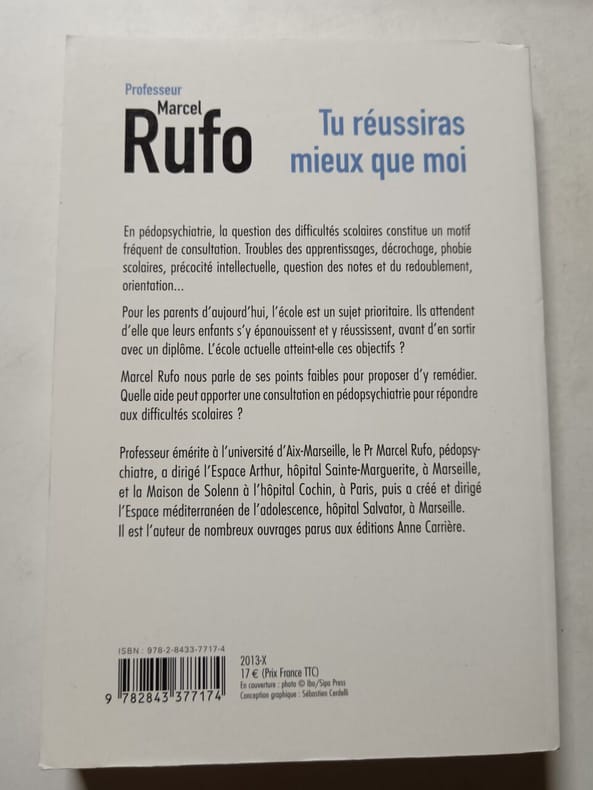 Professeur
Marcel
Rufo
Tu réussiras
mieux que moi
En pédopsychiatrie, la question des difficultés scolaires constitue un motif
fréquent de consultation. Troubles des apprentissages, décrochage, phobie
scolaires, précocité intellectuelle, question des notes et du redoublement,
orientation...
Pour les parents d'aujourd'hui, l'école est un sujet prioritaire. Ils attendent
d'elle que leurs enfants s'y épanouissent et y réussissent, avant d'en sortir
avec un diplôme. L'école actuelle atteint-elle ces objectifs ?
Marcel Rufo nous parle de ses points faibles pour proposer d'y remédier.
Quelle aide peut apporter une consultation en pédopsychiatrie pour répondre
aux difficultés scolaires ?
Professeur émérite à l'université d'Aix-Marseille, le Pr Marcel Rufo, pédopsy-
chiatre, a dirigé l'Espace Arthur, hôpital Sainte-Marguerite, à Marseille,
et la Maison de Solenn à l'hôpital Cochin, à Paris, puis a créé et dirigé
l'Espace méditerranéen de l'adolescence, hôpital Salvator, à Marseille.
Il est l'auteur de nombreux ouvrages parus aux éditions Anne Carrière.
ISBN : 978-2-8433-7717-4
9 782843 377174
2013-X
17 € (Prix France TTC)
En couverture : photo © Ibo/Sipa Press
Conception graphique : Sébastien Cerdelli